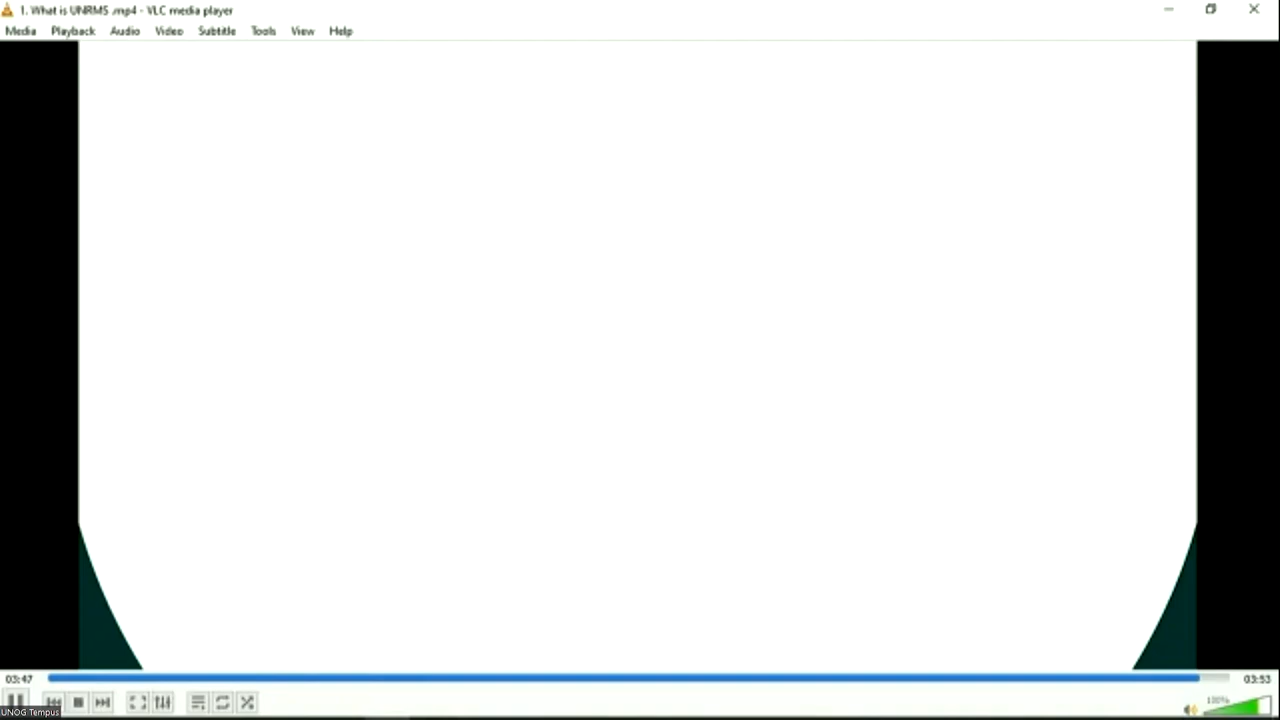 1. What is UNRMS .mp4 - VLC media player
Media Playback Audio Video Subtitle Tools View Help
03:47 03:53
100%
UNOG Tempus